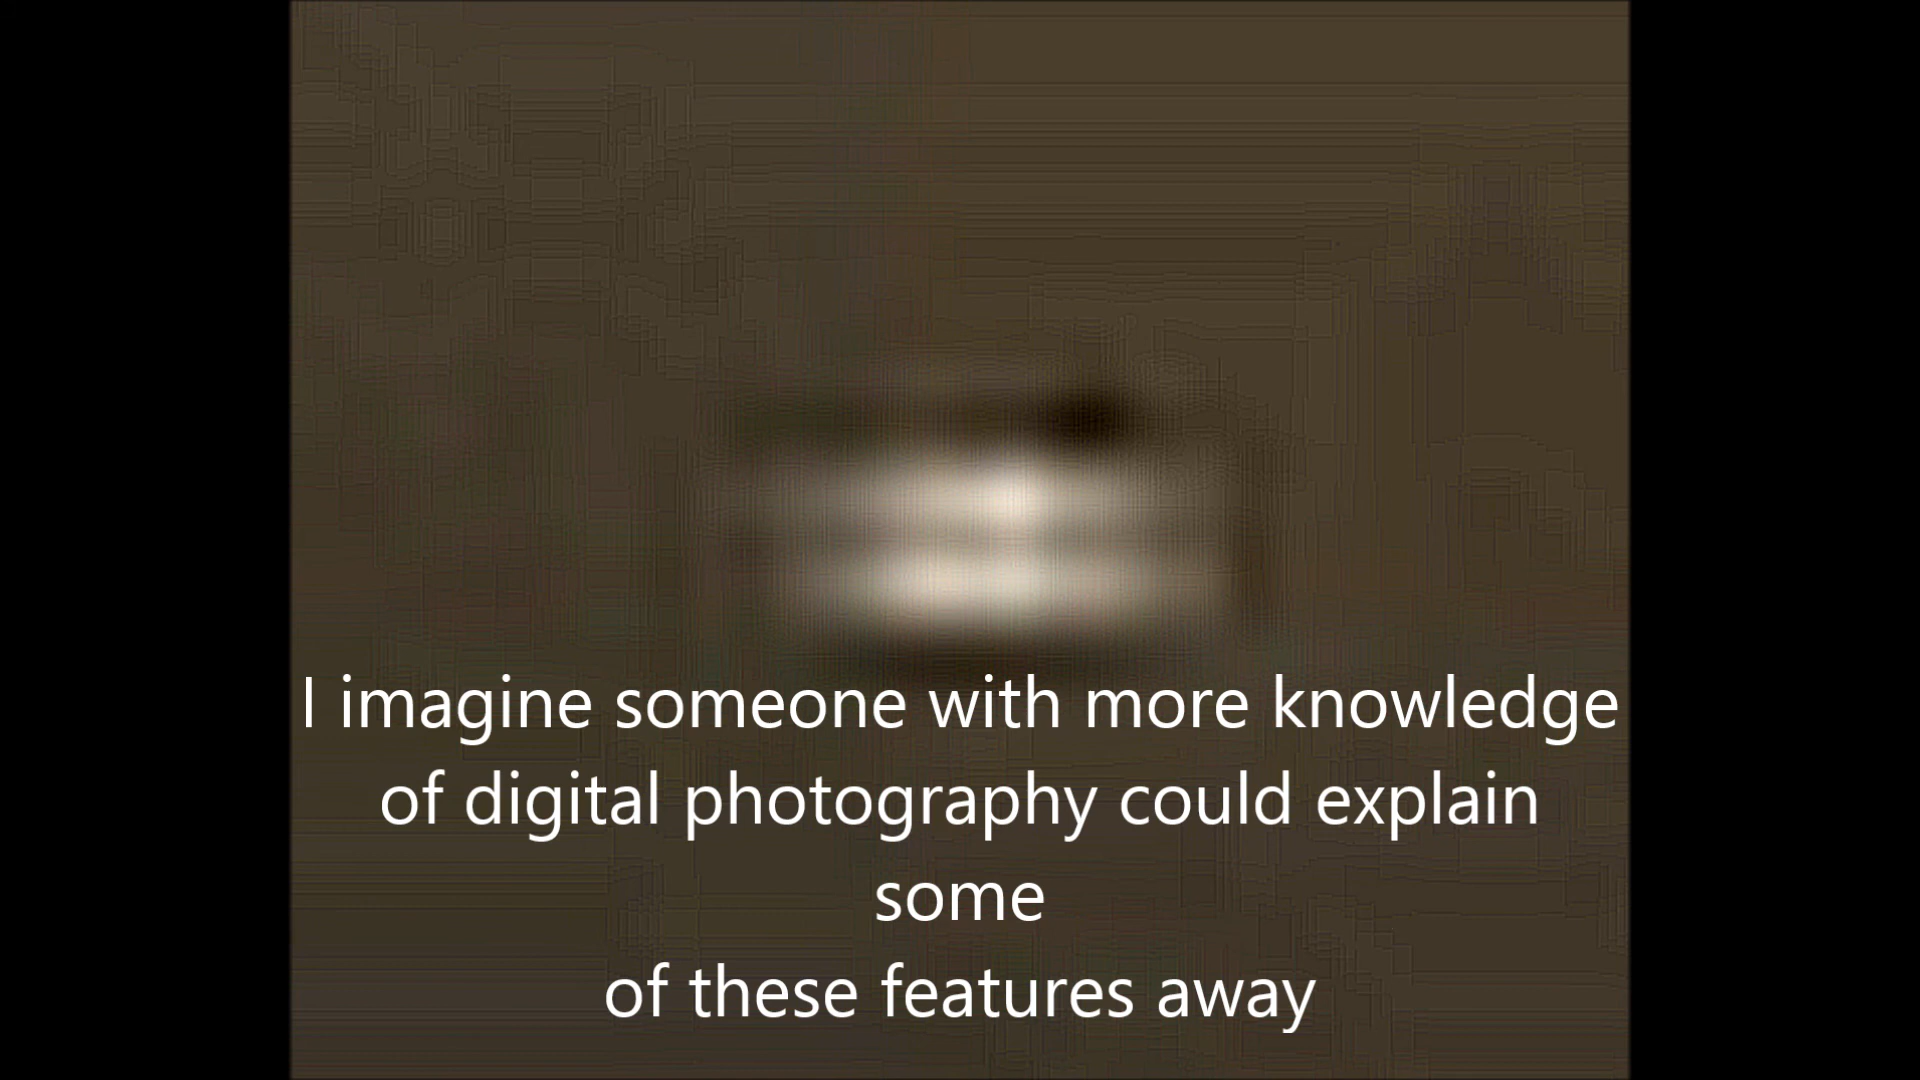 I imagine someone with more knowledge
of digital photography could explain
some
of these features away